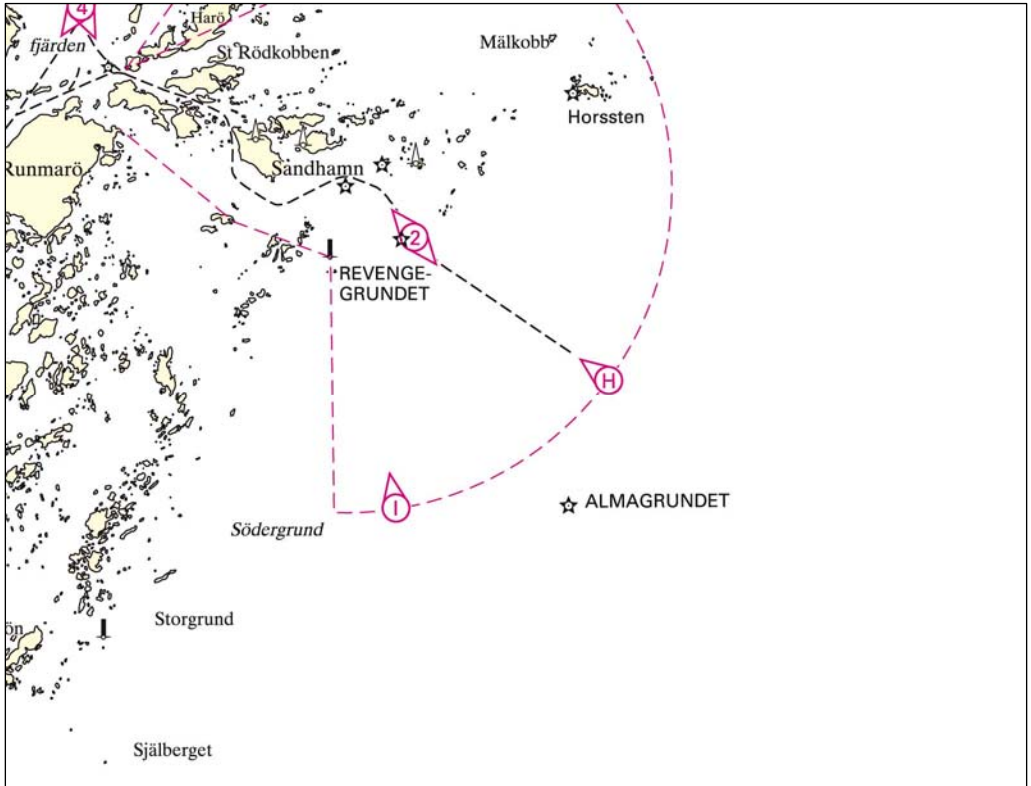 4
Harö
fjärden
St Rödkobben
Mälkobb
Horssten
Runmarö
Sandhamn
2
REVENGE-
GRUNDET
H
I
ALMAGRUNDET
Södergrund
Storgrund
ön
Själberget